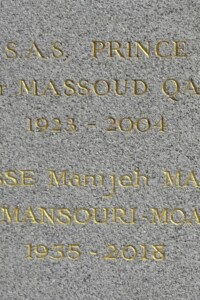 S.A.S. PRINCE
MASSOUD QA
1923 - 2004
SSE Manijeh MA
MANSOURI-MOA
1935 - 2018